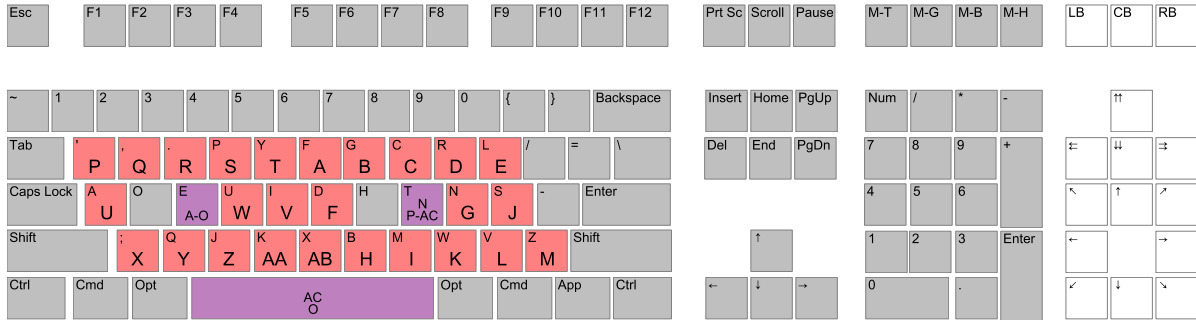 Esc F1 F2 F3 F4 F5 F6 F7 F8 F9 F10 F11 F12 Prt Sc Scroll Pause M-T M-G M-B M-H LB CB RB
~ 1 2 3 4 5 6 7 8 9 0 { } Backspace Insert Home PgUp Num / * - ⇈
Tab ' , . P Y F G C R L / = \ Del End PgDn 7 8 9 + ⇇ ⇊ ⇉
P Q R S T A B C D E
Caps Lock A O E U I D H T N S - Enter 4 5 6 ↖ ↑ ↗
U A-O W V F N P-AC G J
Shift ; Q J K X B M W V Z Shift ↑ 1 2 3 Enter ← →
X Y Z AA AB H I K L M
Ctrl Cmd Opt Opt Cmd App Ctrl ← ↓ → 0 . ↙ ↓ ↘
AC
O